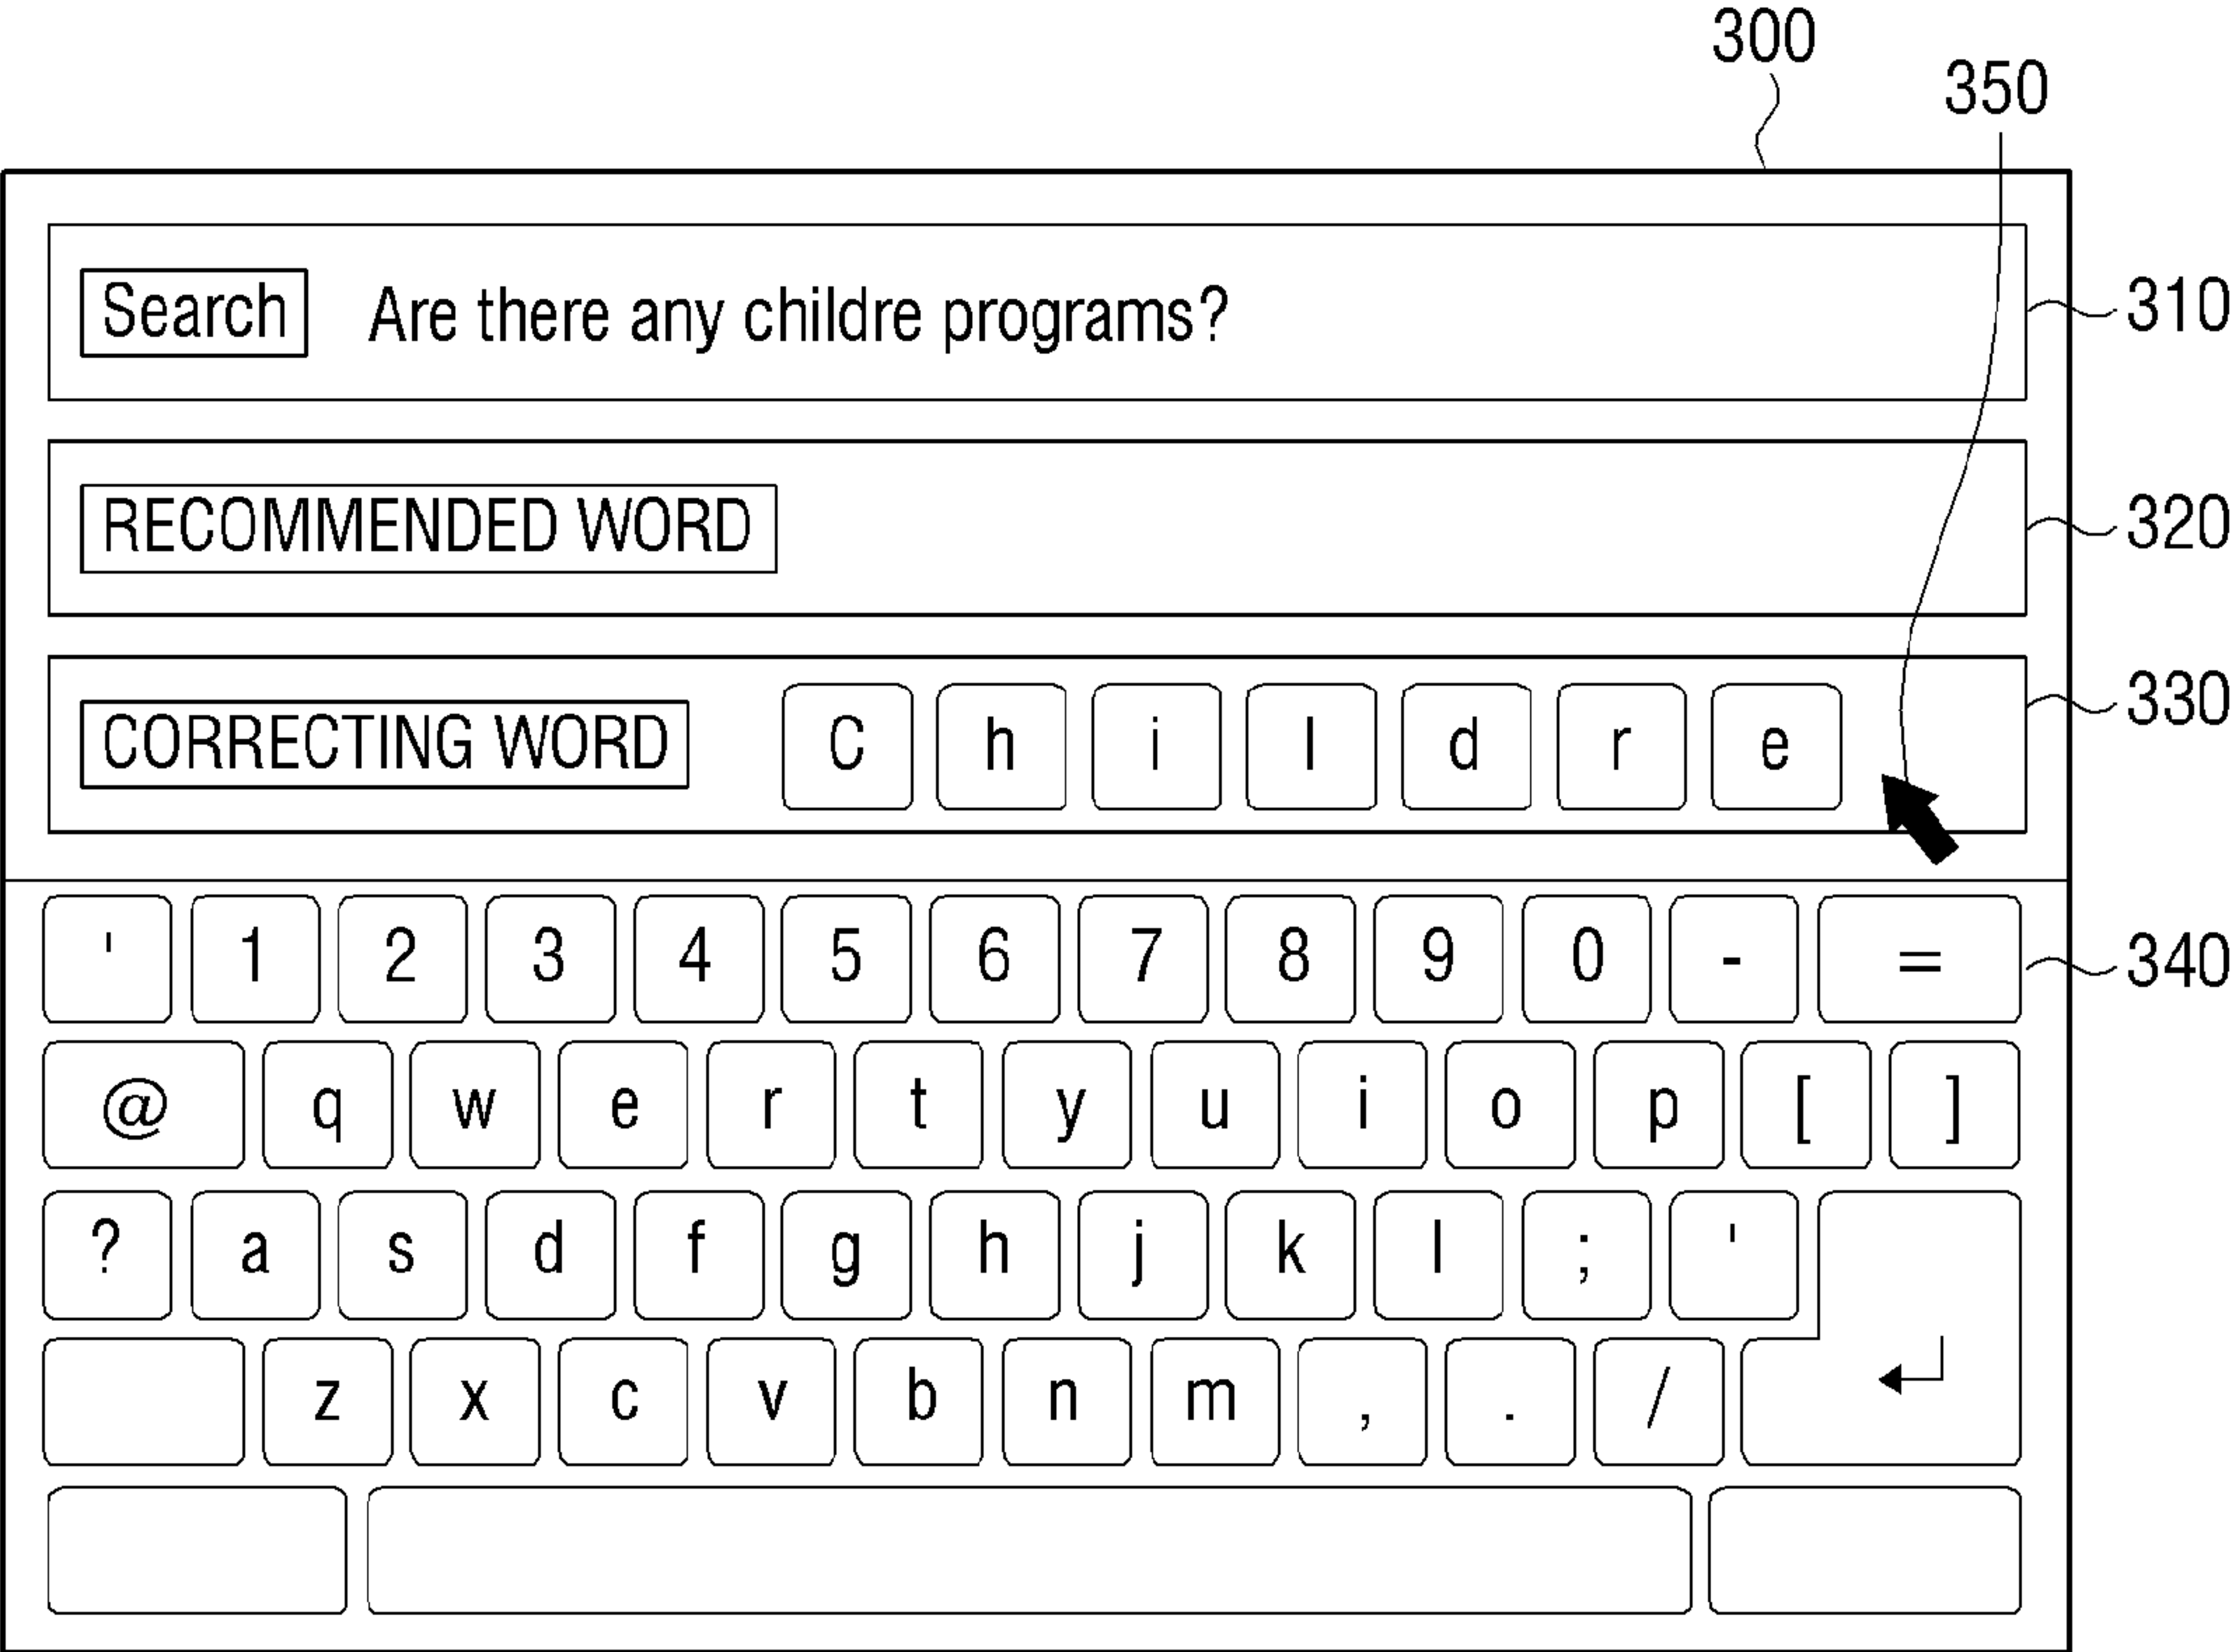 300
350
Search Are there any childre programs? 310
RECOMMENDED WORD 320
CORRECTING WORD C h i l d r e 330
' 1 2 3 4 5 6 7 8 9 0 - = 340
@ q w e r t y u i o p [ ]
? a s d f g h j k l ; '
z x c v b n m , . /